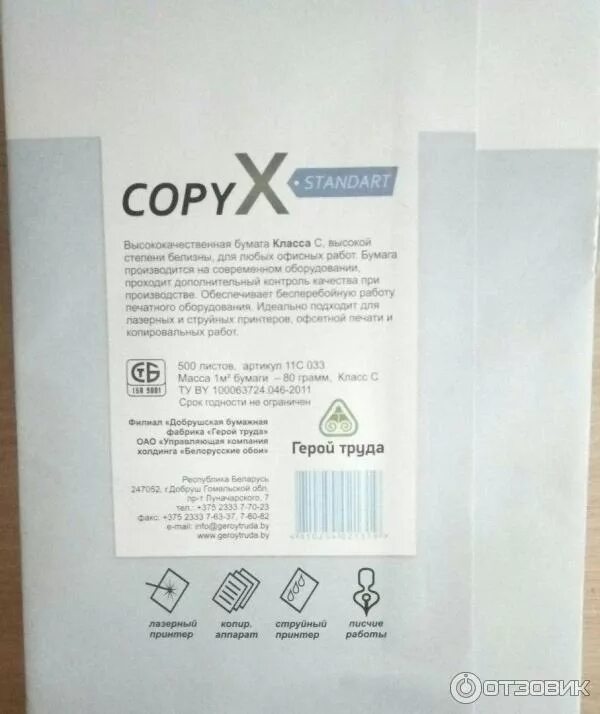 COPYX • STANDART
Высококачественная бумага Класса С, высокой
степени белизны, для любых офисных работ. Бумага
производится на современном оборудовании,
проходит дополнительный контроль качества при
производстве. Обеспечивает бесперебойную работу
печатного оборудования. Идеально подходит для
лазерных и струйных принтеров, офсетной печати и
копировальных работ.
СТБ
ISO 9001
500 листов, артикул 11С 033
Масса 1м² бумаги – 80 грамм, Класс С
ТУ BY 100063724.046-2011
Срок годности не ограничен
Филиал «Добрушская бумажная
фабрика «Герой труда»
ОАО «Управляющая компания
холдинга «Белорусские обои»
Герой труда
Республика Беларусь
247052, г.Добруш Гомельской обл.
пр-т Луначарского, 7
тел.: +375 2333 7-70-23
факс: +375 2333 7-63-37, 7-60-82
e-mail: info@geroytruda.by
www.geroytruda.by
лазерный
принтер
копир.
аппарат
струйный
принтер
писчие
работы
ОТЗОВИК